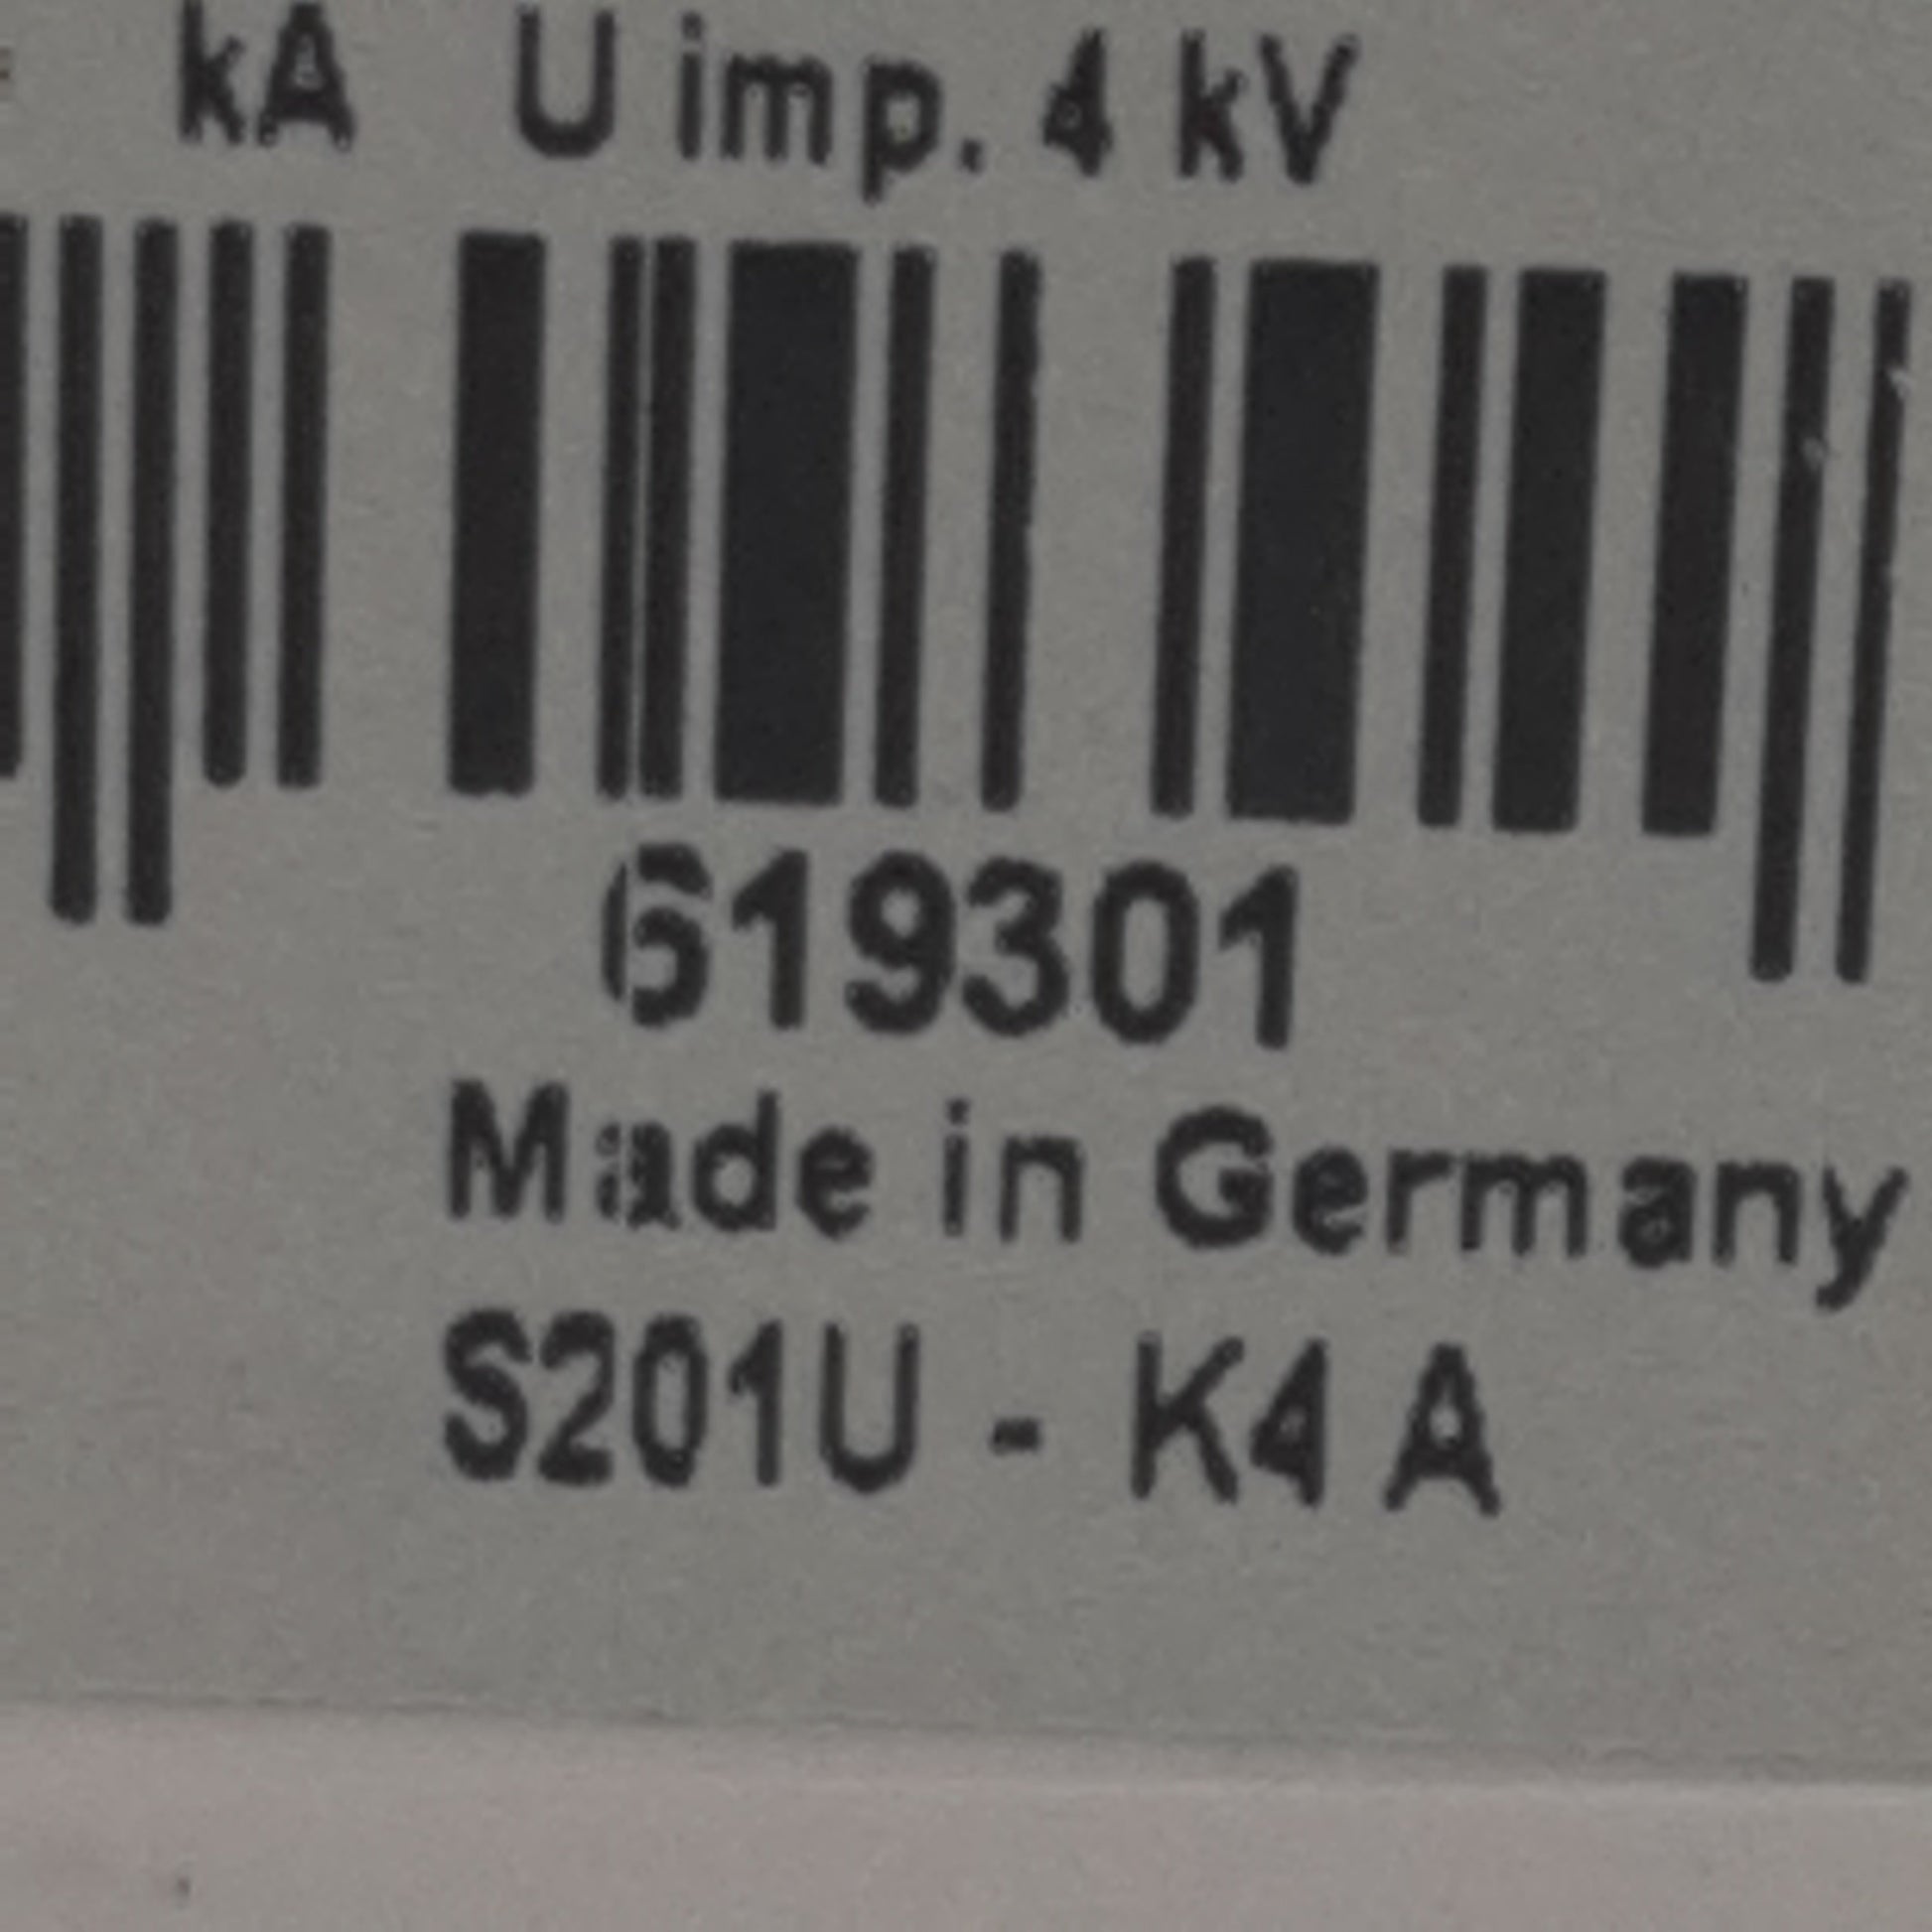 kA U imp. 4 kV
619301
Made in Germany
S201U - K4 A